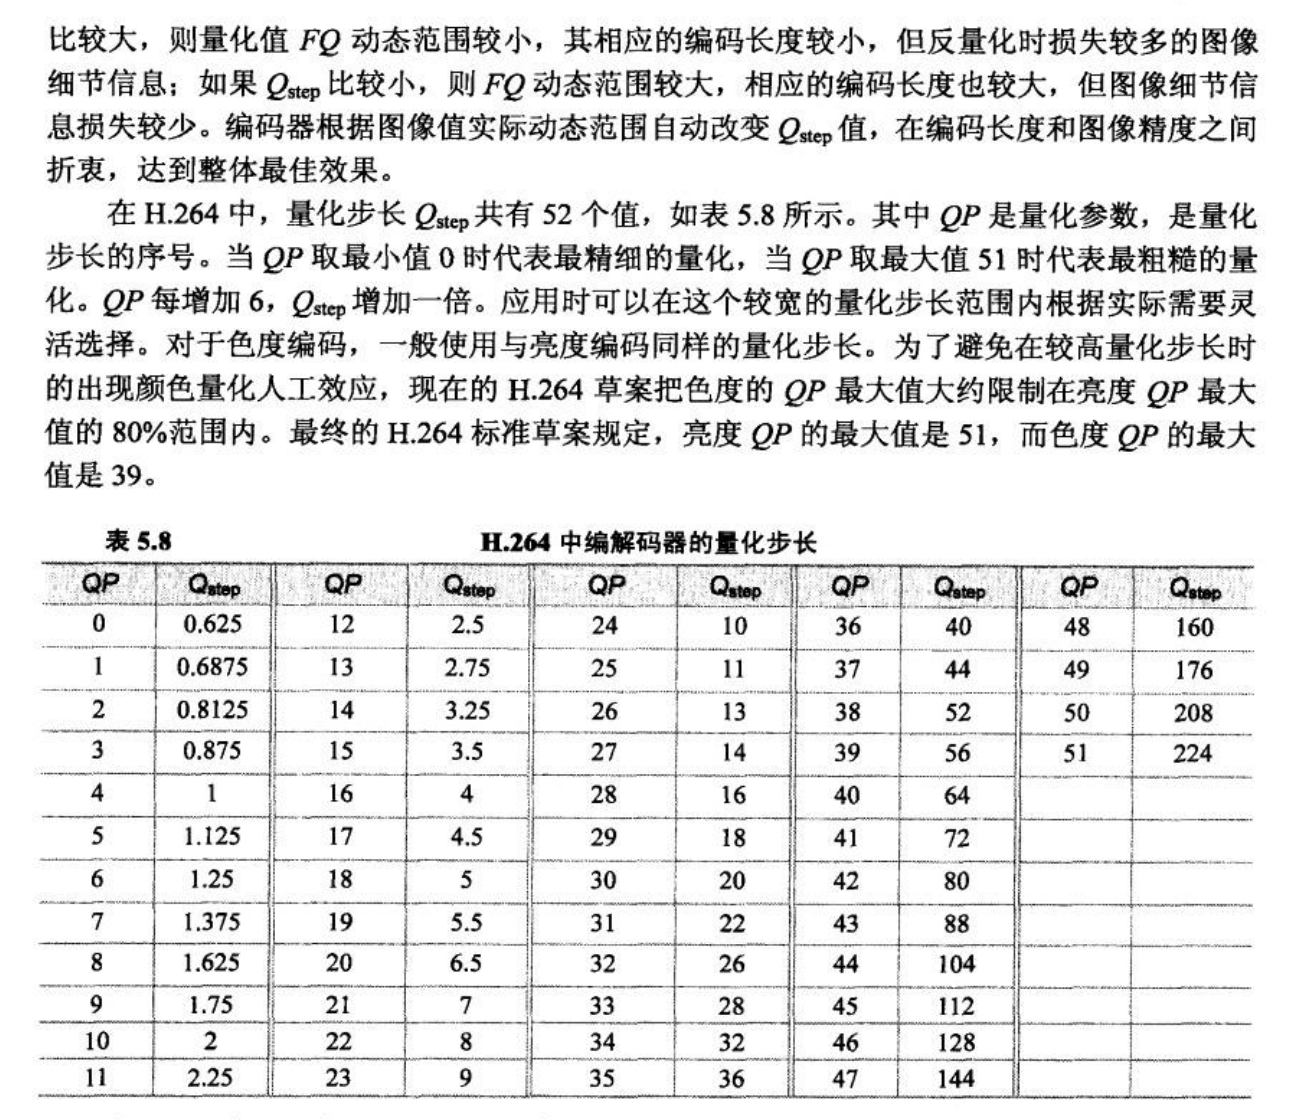 比较大，则量化值 FQ 动态范围较小，其相应的编码长度较小，但反量化时损失较多的图像
细节信息；如果 Qstep 比较小，则 FQ 动态范围较大，相应的编码长度也较大，但图像细节信
息损失较少。编码器根据图像值实际动态范围自动改变 Qstep 值，在编码长度和图像精度之间
折衷，达到整体最佳效果。
在 H.264 中，量化步长 Qstep 共有 52 个值，如表 5.8 所示。其中 QP 是量化参数，是量化
步长的序号。当 QP 取最小值 0 时代表最精细的量化，当 QP 取最大值 51 时代表最粗糙的量
化。QP 每增加 6，Qstep 增加一倍。应用时可以在这个较宽的量化步长范围内根据实际需要灵
活选择。对于色度编码，一般使用与亮度编码同样的量化步长。为了避免在较高量化步长时
的出现颜色量化人工效应，现在的 H.264 草案把色度的 QP 最大值大约限制在亮度 QP 最大
值的 80%范围内。最终的 H.264 标准草案规定，亮度 QP 的最大值是 51，而色度 QP 的最大
值是 39。
表 5.8 H.264 中编解码器的量化步长
QP Qstep QP Qstep QP Qstep QP Qstep QP Qstep
0 0.625 12 2.5 24 10 36 40 48 160
1 0.6875 13 2.75 25 11 37 44 49 176
2 0.8125 14 3.25 26 13 38 52 50 208
3 0.875 15 3.5 27 14 39 56 51 224
4 1 16 4 28 16 40 64
5 1.125 17 4.5 29 18 41 72
6 1.25 18 5 30 20 42 80
7 1.375 19 5.5 31 22 43 88
8 1.625 20 6.5 32 26 44 104
9 1.75 21 7 33 28 45 112
10 2 22 8 34 32 46 128
11 2.25 23 9 35 36 47 144